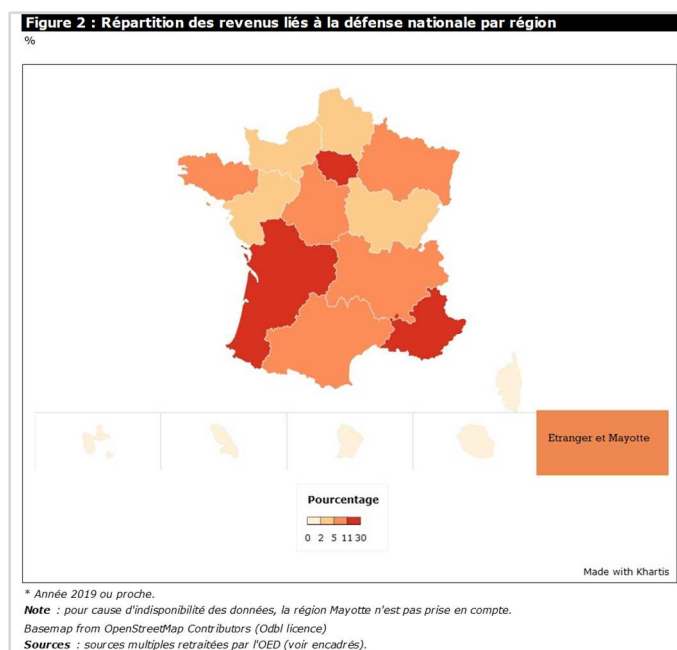 Figure 2 : Répartition des revenus liés à la défense nationale par région
%
Etranger et Mayotte
Pourcentage
0 2 5 11 30
Made with Khartis
* Année 2019 ou proche.
Note : pour cause d'indisponibilité des données, la région Mayotte n'est pas prise en compte.
Basemap from OpenStreetMap Contributors (Odbl licence)
Sources : sources multiples retraitées par l'OED (voir encadrés).